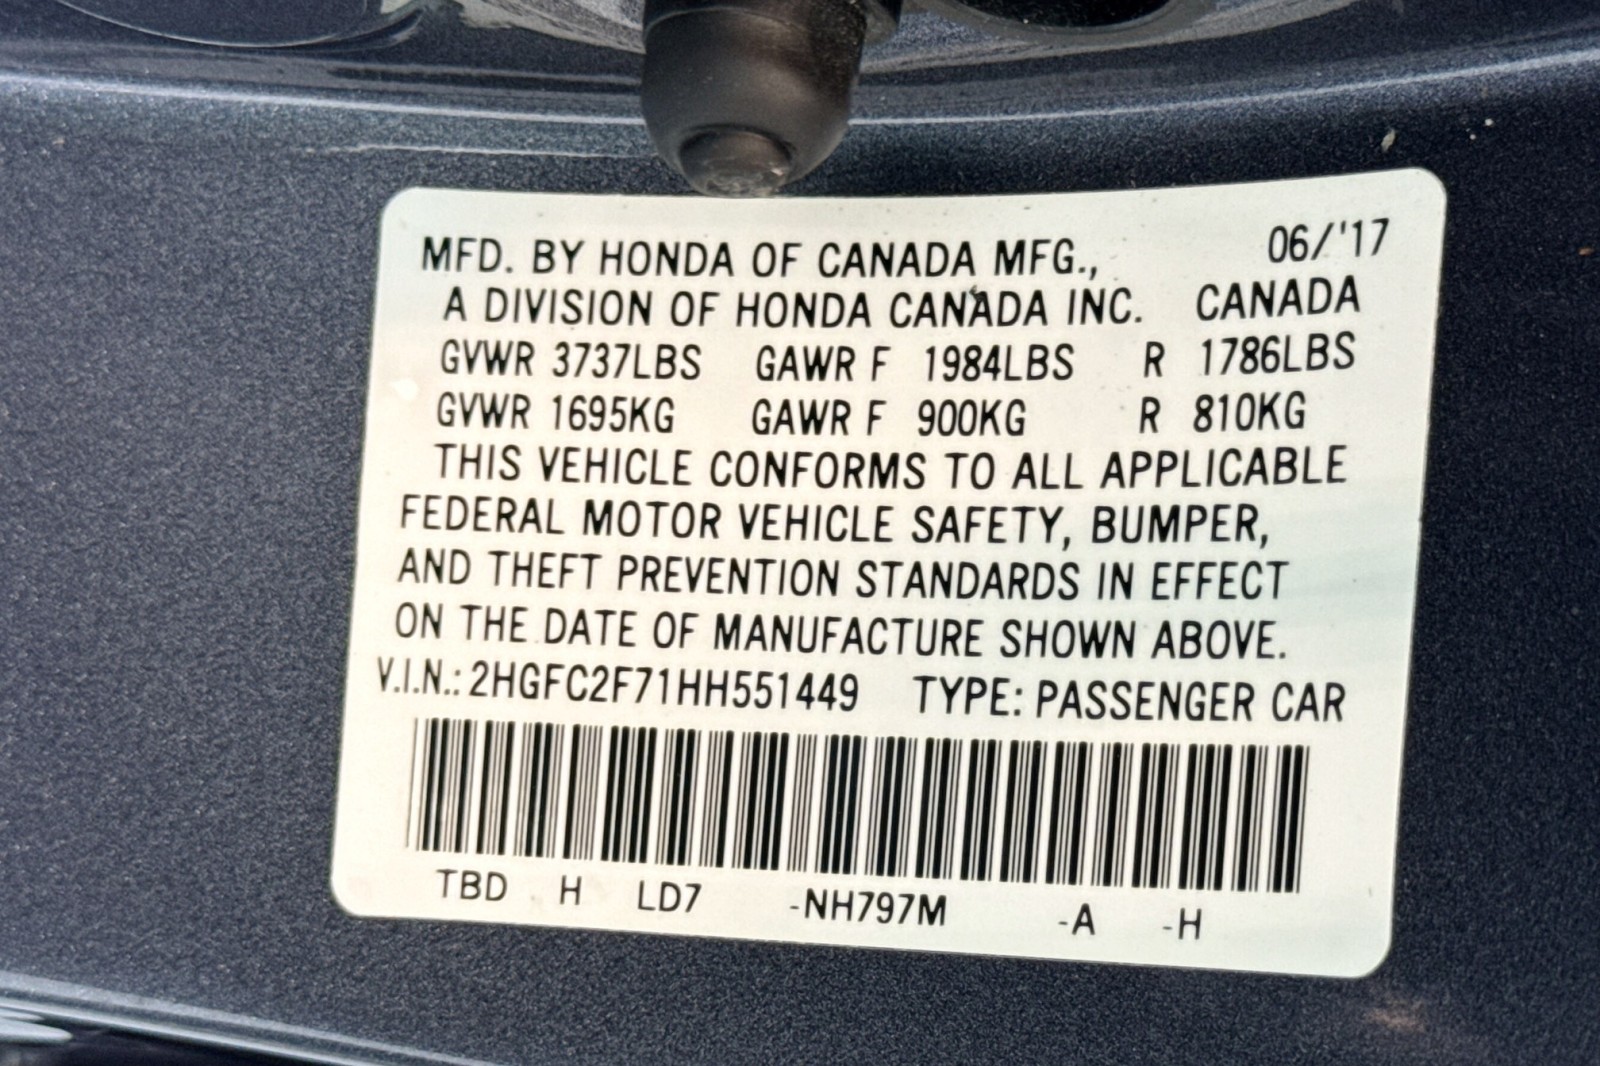 MFD. BY HONDA OF CANADA MFG., 06/'17
A DIVISION OF HONDA CANADA INC. CANADA
GVWR 3737LBS GAWR F 1984LBS R 1786LBS
GVWR 1695KG GAWR F 900KG R 810KG
THIS VEHICLE CONFORMS TO ALL APPLICABLE
FEDERAL MOTOR VEHICLE SAFETY, BUMPER,
AND THEFT PREVENTION STANDARDS IN EFFECT
ON THE DATE OF MANUFACTURE SHOWN ABOVE.
V.I.N.: 2HGFC2F71HH551449 TYPE: PASSENGER CAR
TBD H LD7 -NH797M -A -H